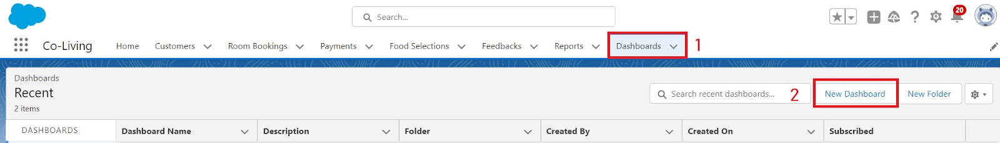 Search...
20
Co-Living Home Customers Room Bookings Payments Food Selections Feedbacks Reports Dashboards 1
Dashboards
Recent
2 items
Search recent dashboards... 2 New Dashboard New Folder
DASHBOARDS Dashboard Name Description Folder Created By Created On Subscribed